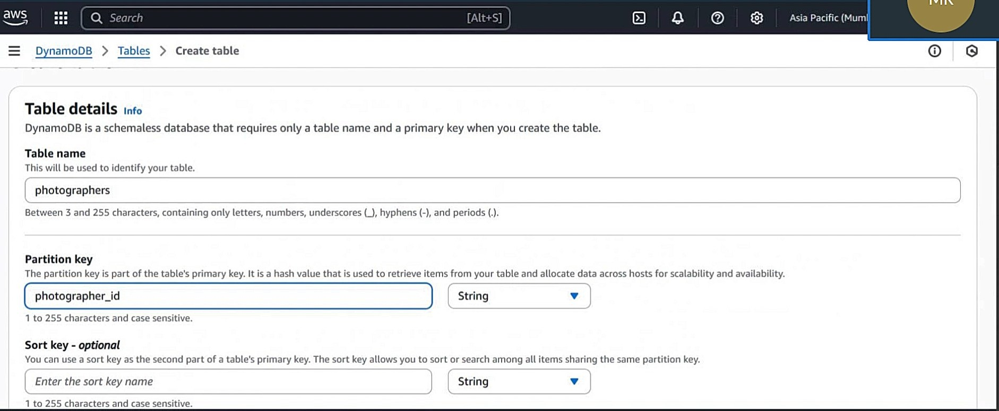 aws
Search [Alt+S]
Asia Pacific
DynamoDB > Tables > Create table
Table details Info
DynamoDB is a schemaless database that requires only a table name and a primary key when you create the table.
Table name
This will be used to identify your table.
photographers
Between 3 and 255 characters, containing only letters, numbers, underscores (_), hyphens (-), and periods (.).
Partition key
The partition key is part of the table's primary key. It is a hash value that is used to retrieve items from your table and allocate data across hosts for scalability and availability.
photographer_id String
1 to 255 characters and case sensitive.
Sort key - optional
You can use a sort key as the second part of a table's primary key. The sort key allows you to sort or search among all items sharing the same partition key.
Enter the sort key name String
1 to 255 characters and case sensitive.